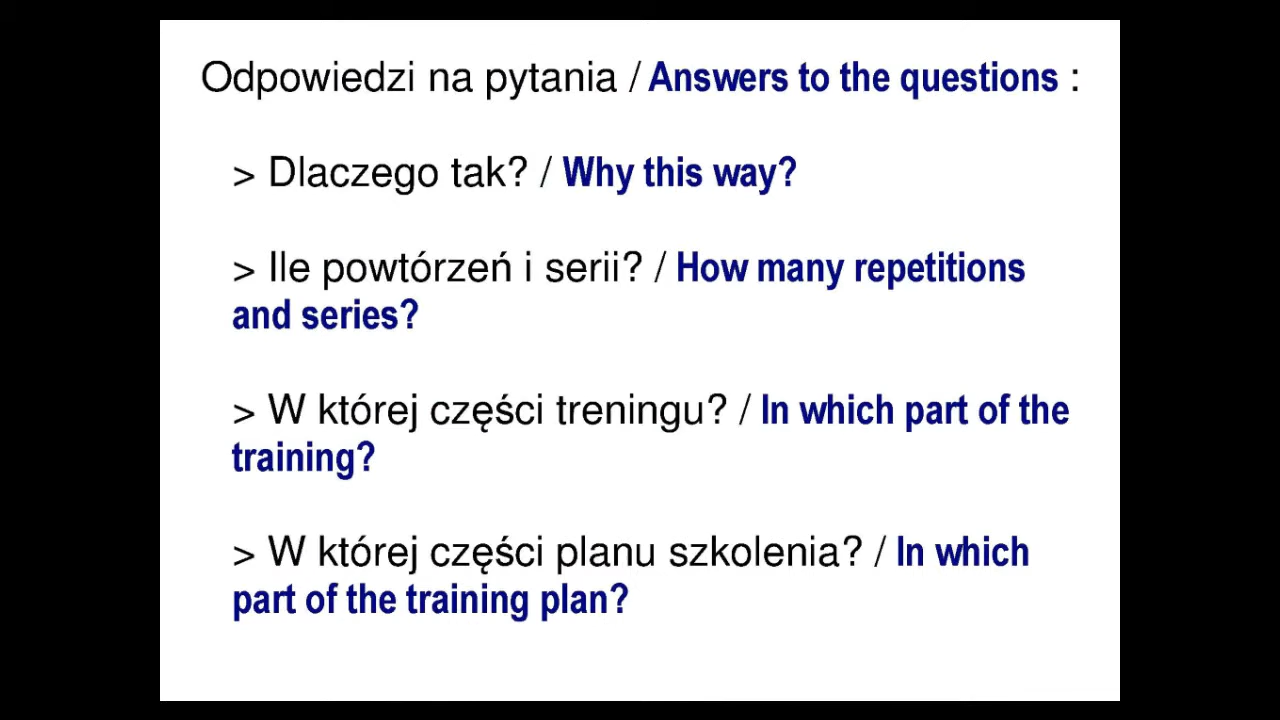 Odpowiedzi na pytania / Answers to the questions :
> Dlaczego tak? / Why this way?
> Ile powtórzeń i serii? / How many repetitions
and series?
> W której części treningu? / In which part of the
training?
> W której części planu szkolenia? / In which
part of the training plan?